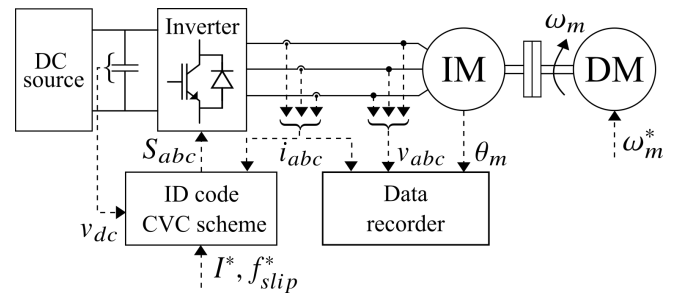 DC
source
Inverter
IM
DM
ω_m
ω_m^*
S_abc
i_abc
v_abc
θ_m
v_dc
ID code
CVC scheme
Data
recorder
I^*, f_slip^*